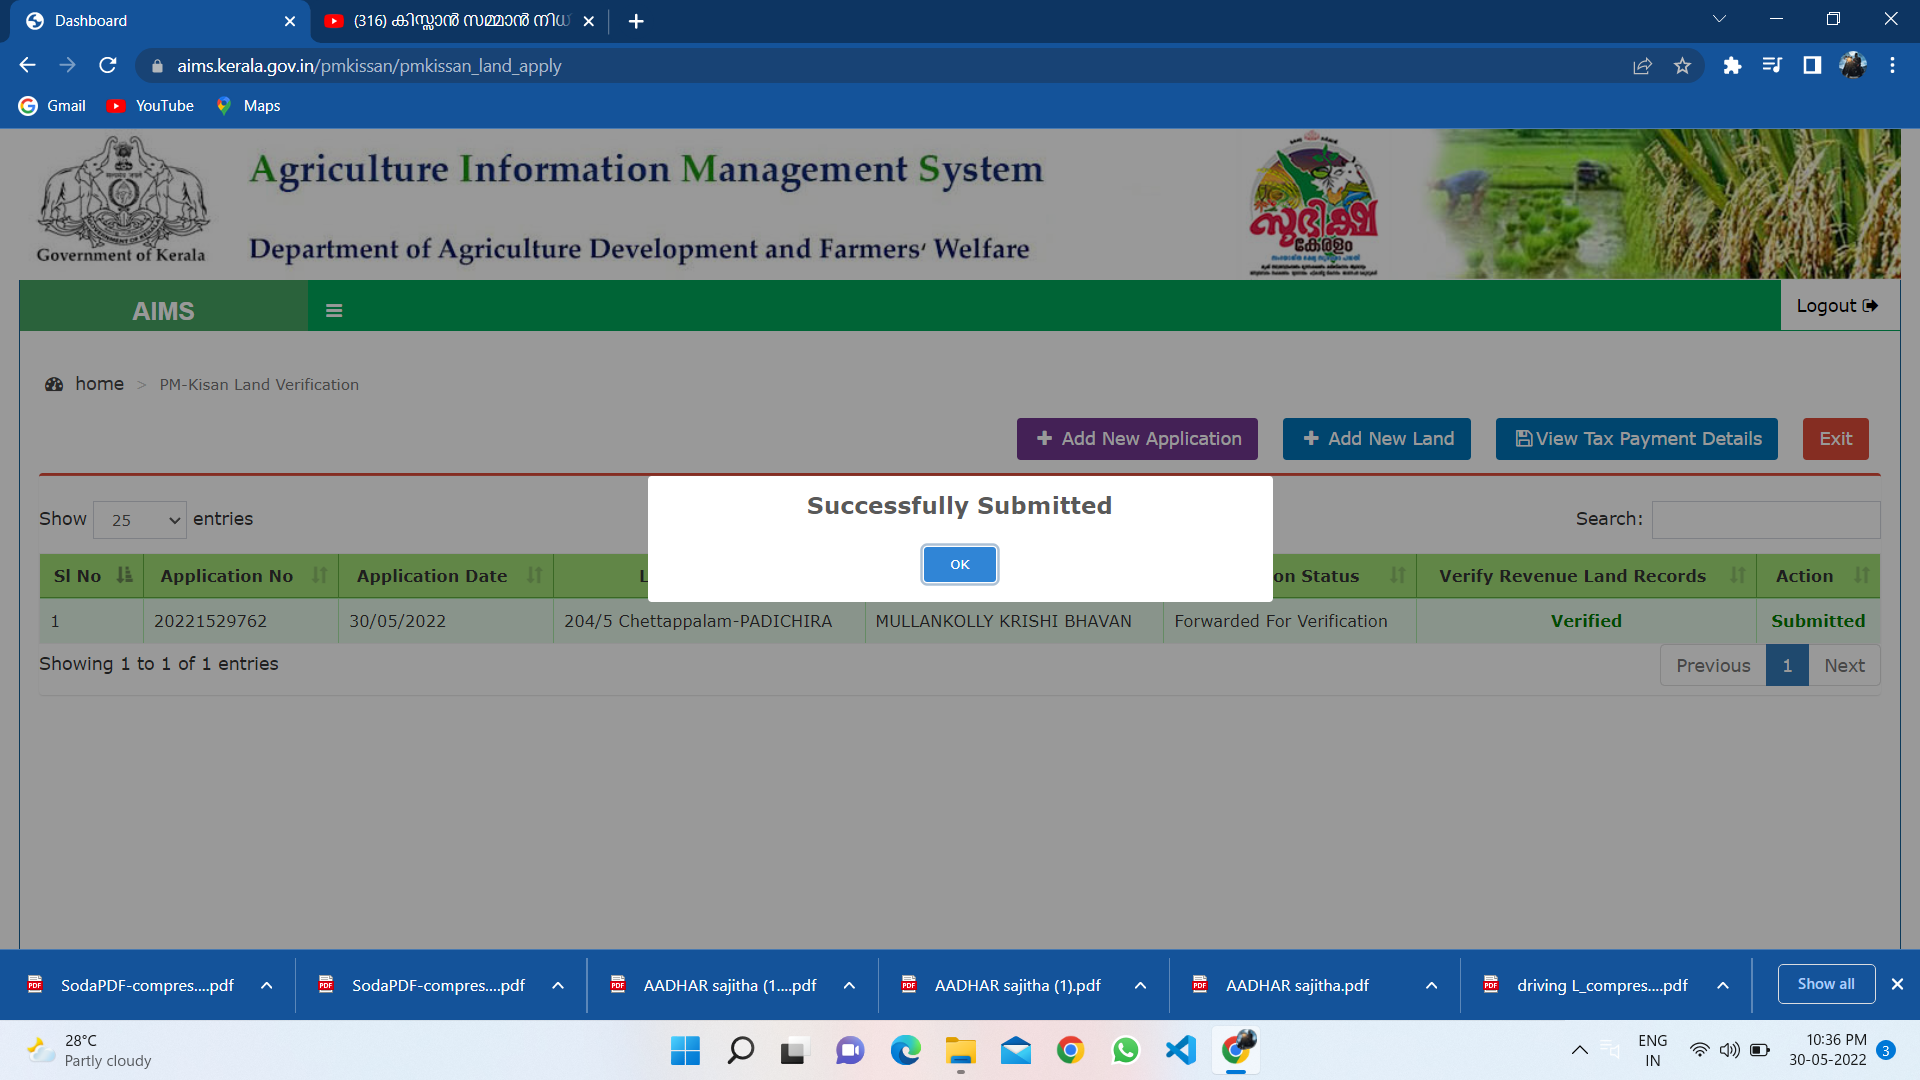 Dashboard
(316) കിസ്സാൻ സമ്മാൻ നിധ
aims.kerala.gov.in/pmkissan/pmkissan_land_apply
Gmail
YouTube
Maps
Government of Kerala
Agriculture Information Management System
Department of Agriculture Development and Farmers' Welfare
സുഭിക്ഷ
കേരളം
AIMS
Logout
home > PM-Kisan Land Verification
Add New Application
Add New Land
View Tax Payment Details
Exit
Successfully Submitted
OK
Show 25 entries
Search:
Sl No Application No Application Date L on Status Verify Revenue Land Records Action
1 20221529762 30/05/2022 204/5 Chettappalam-PADICHIRA MULLANKOLLY KRISHI BHAVAN Forwarded For Verification Verified Submitted
Showing 1 to 1 of 1 entries
Previous 1 Next
SodaPDF-compres....pdf
SodaPDF-compres....pdf
AADHAR sajitha (1....pdf
AADHAR sajitha (1).pdf
AADHAR sajitha.pdf
driving L_compres....pdf
Show all
28°C
Partly cloudy
ENG
IN
10:36 PM
30-05-2022
3